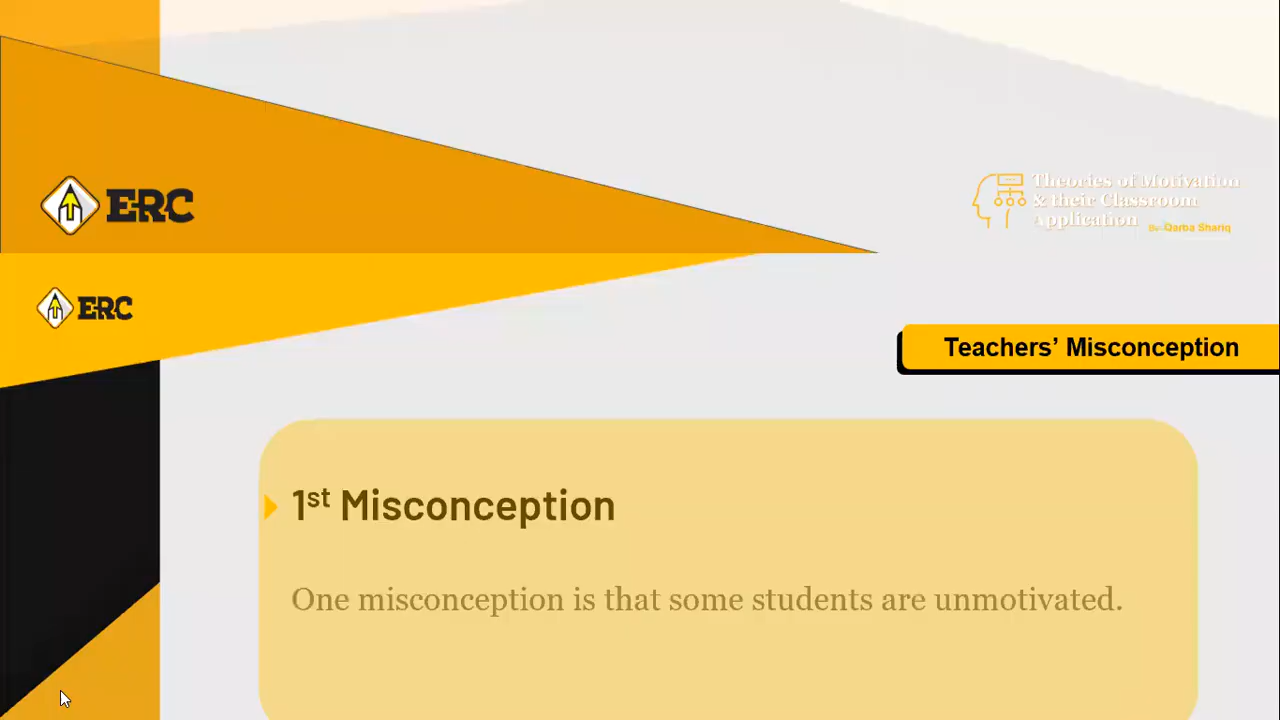 ERC
Theories of Motivation
& their Classroom
Application
By: Qarba Shariq
ERC
Teachers’ Misconception
1st Misconception
One misconception is that some students are unmotivated.